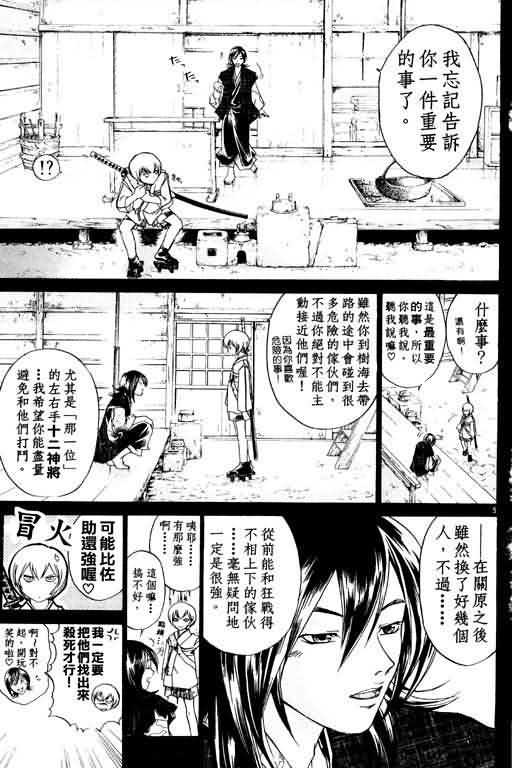 我忘記告訴
你一件重要
的事了。
た
っ
た
っ
!?
什麼事？
還有啊！
這是最重要
的事，所以
你聽我說，
聽我說嘛♡
雖然你到樹海去帶
路的途中會碰到很
多危險的傢伙們，
不過你絕對不能主
動接近他們喔！
因為你喜歡
危險的事！
尤其是「那一位」
的左右手十二神將
…我希望你能盡量
避免和他們打鬥。
5
──在關原之後
雖然換了好幾個
人，不過……
從前能和狂戰得
不相上下的傢伙
……毫無疑問地
一定是很強。
咦耶…
有那麼強
……？
這個嘛…
搞不好，
可能比佐
助還強喔♡
冒火
我一定要
把他們找出來
殺死才行！
啊～對不
起，開玩
笑的啦♡